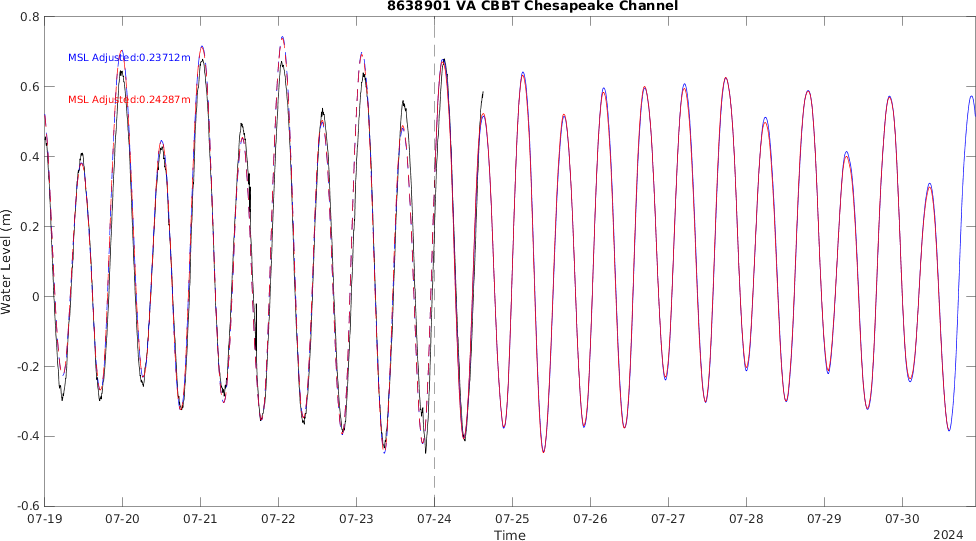 8638901 VA CBBT Chesapeake Channel
0.8
MSL Adjusted:0.23712m
0.6
MSL Adjusted:0.24287m
0.4
0.2
Water Level (m)
0
-0.2
-0.4
-0.6
07-19 07-20 07-21 07-22 07-23 07-24 07-25 07-26 07-27 07-28 07-29 07-30
Time
2024